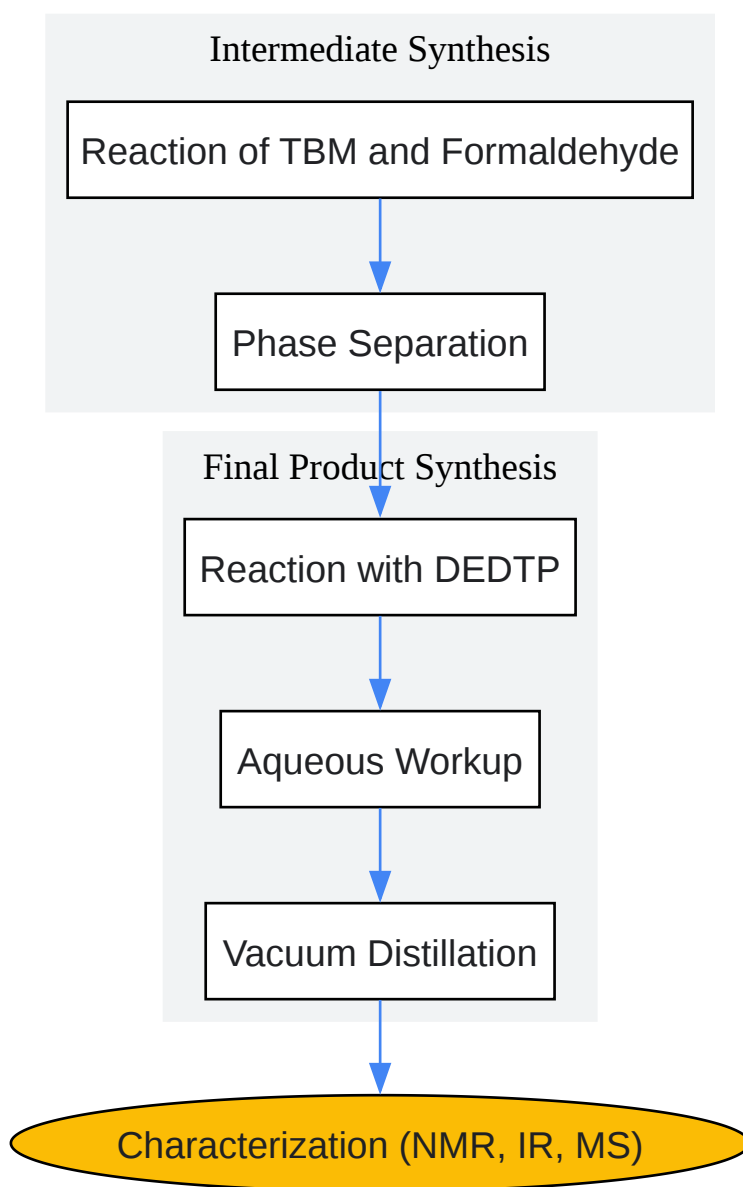 Intermediate Synthesis
Reaction of TBM and Formaldehyde
Phase Separation
Final Product Synthesis
Reaction with DEDTP
Aqueous Workup
Vacuum Distillation
Characterization (NMR, IR, MS)